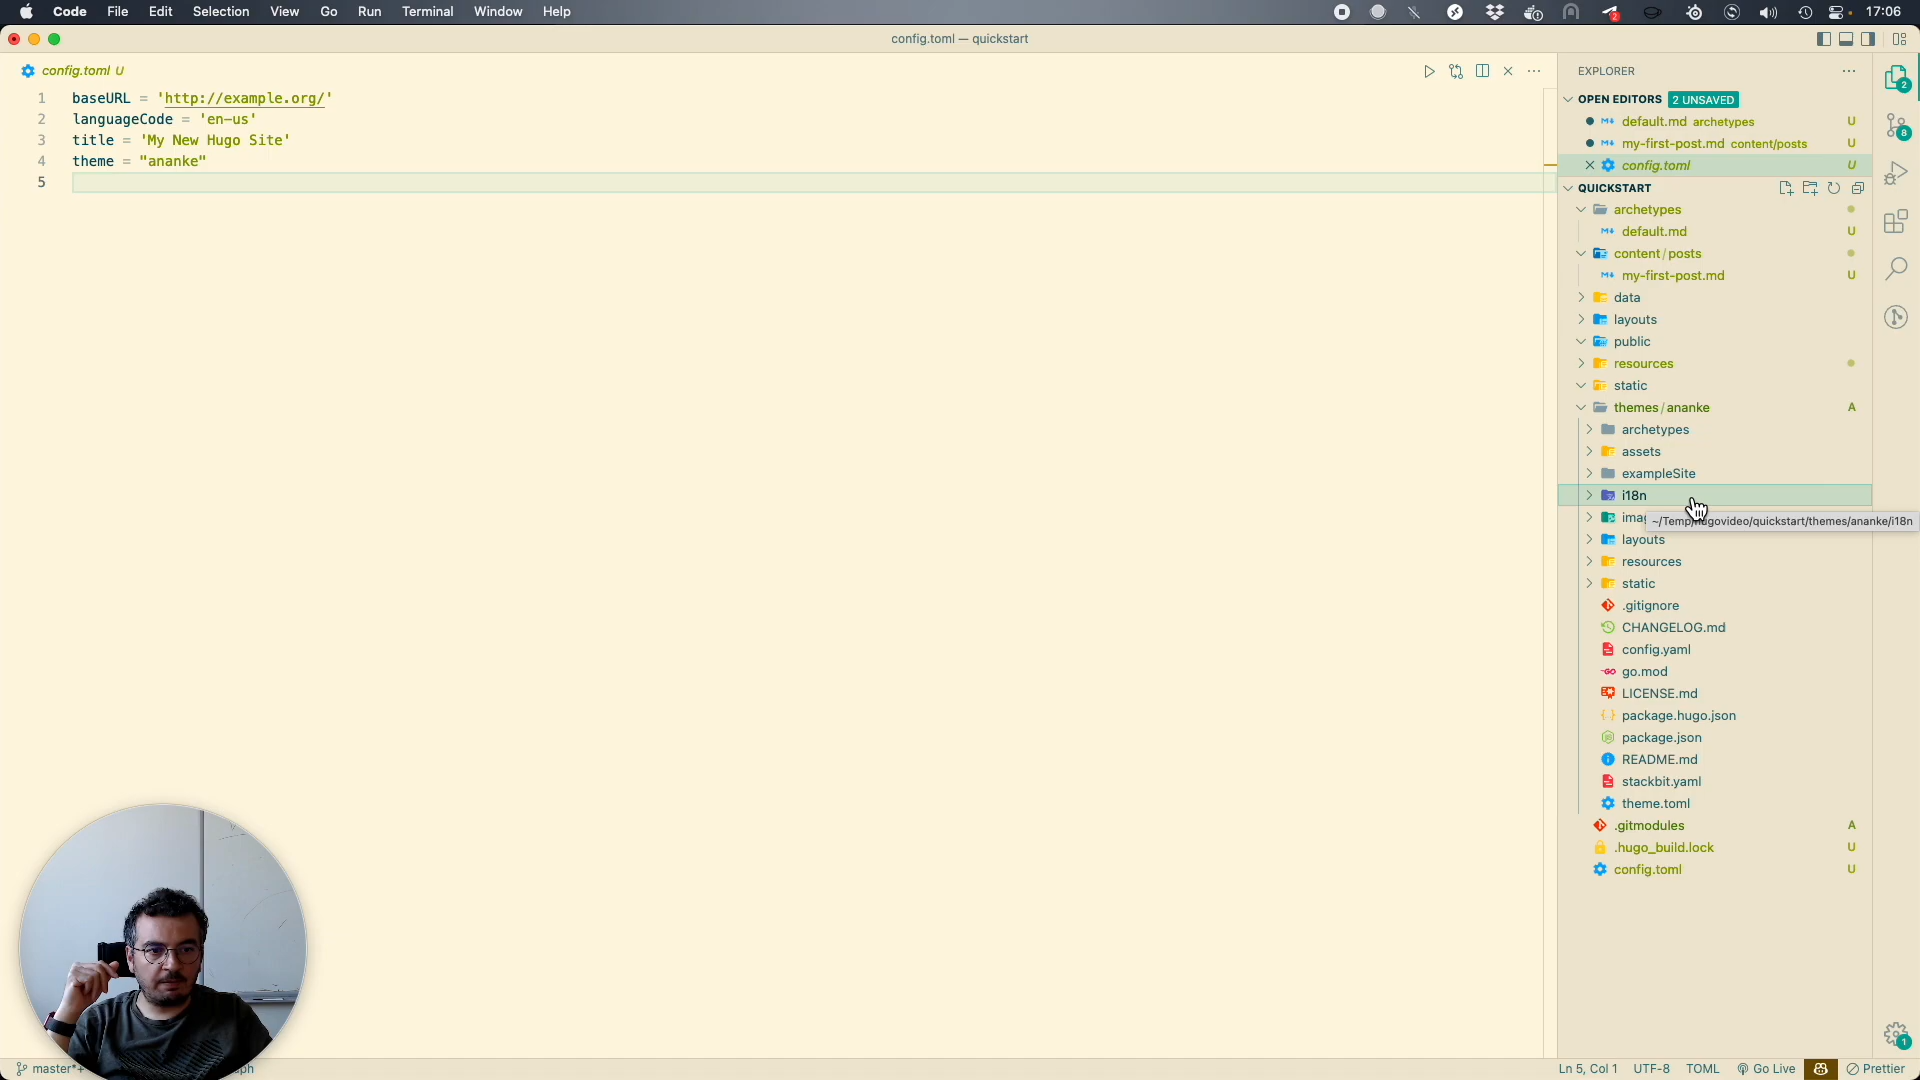 Code File Edit Selection View Go Run Terminal Window Help
2
17:06
config.toml — quickstart
config.toml U
1 baseURL = 'http://example.org/'
2 languageCode = 'en-us'
3 title = 'My New Hugo Site'
4 theme = "ananke"
5
EXPLORER
OPEN EDITORS 2 UNSAVED
default.md archetypes U
my-first-post.md content/posts U
config.toml U
QUICKSTART
archetypes
default.md U
content / posts
my-first-post.md U
data
layouts
public
resources
static
themes / ananke A
archetypes
assets
exampleSite
i18n
~/Temp/hugovideo/quickstart/themes/ananke/i18n
layouts
resources
static
.gitignore
CHANGELOG.md
config.yaml
go.mod
LICENSE.md
package.hugo.json
package.json
README.md
stackbit.yaml
theme.toml
.gitmodules A
.hugo_build.lock U
config.toml U
2
8
1
master*+
Ln 5, Col 1 UTF-8 TOML Go Live Prettier